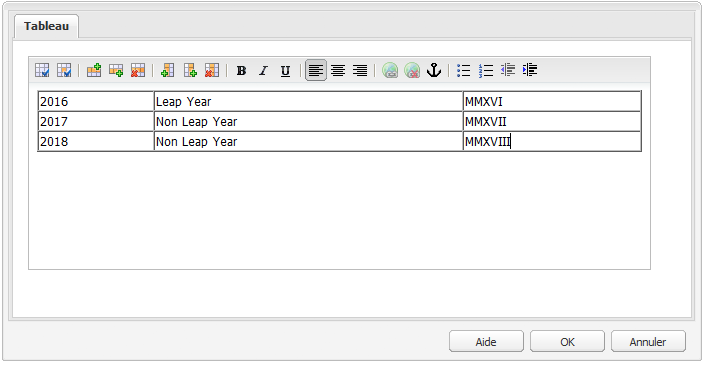 Tableau
B I U
2016 Leap Year MMXVI
2017 Non Leap Year MMXVII
2018 Non Leap Year MMXVIII
Aide OK Annuler